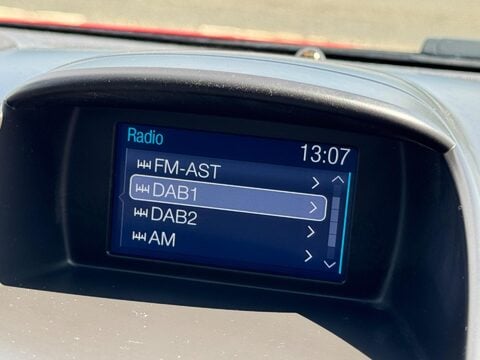 Radio
13:07
FM-AST
DAB1
DAB2
AM